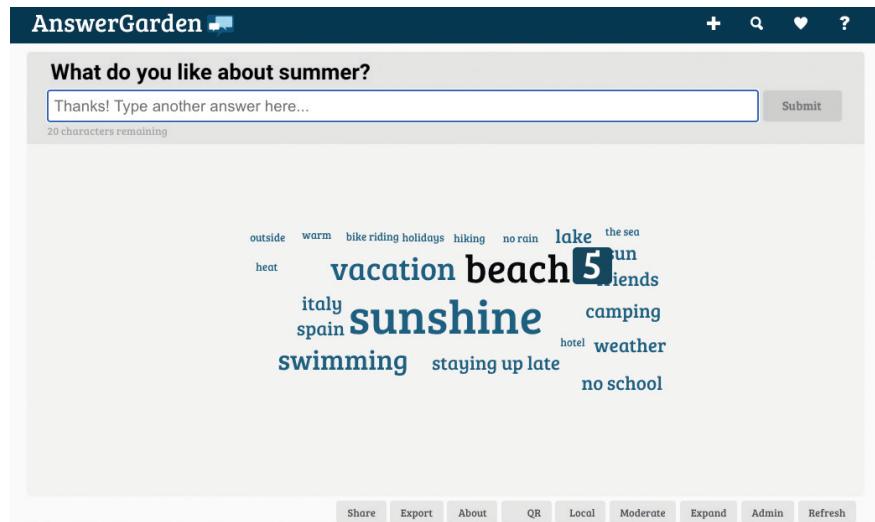 AnswerGarden + ?
What do you like about summer?
Thanks! Type another answer here...
Submit
20 characters remaining
outside warm bike riding holidays hiking no rain lake the sea
sun
heat vacation beach 5
friends
italy sunshine camping
spain
hotel weather
swimming staying up late
no school
Share Export About QR Local Moderate Expand Admin Refresh